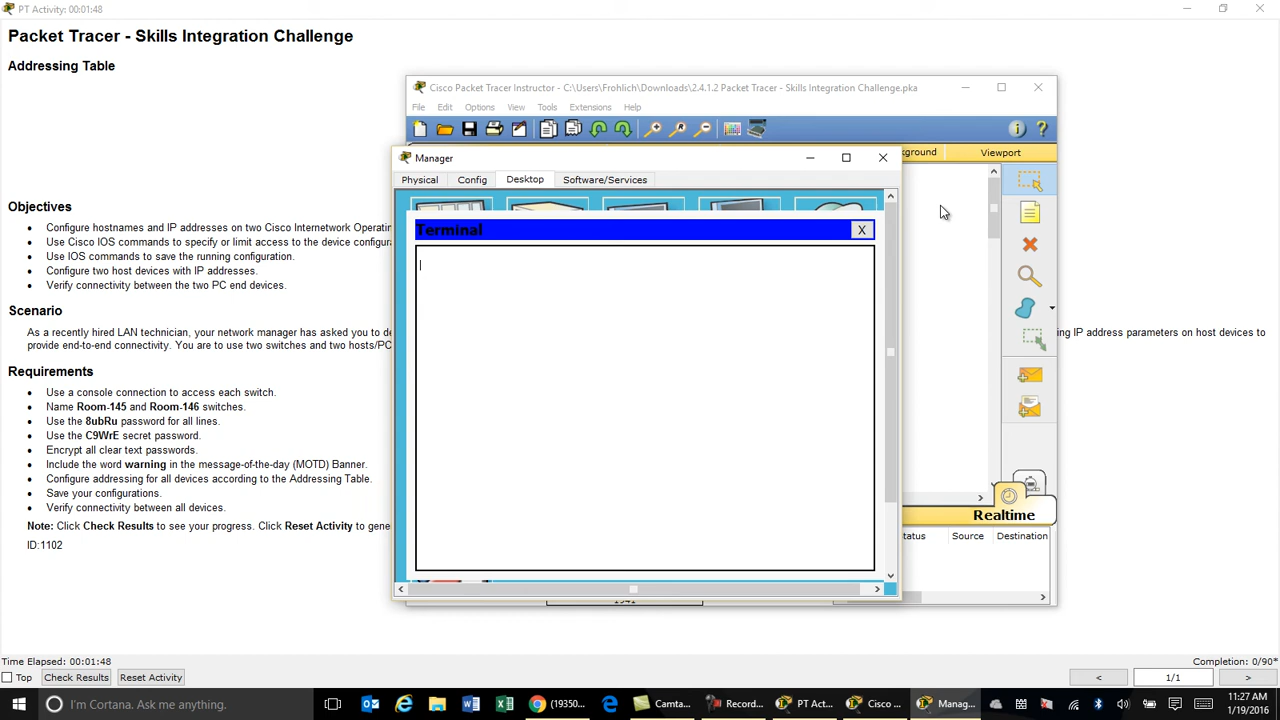 PT Activity: 00:01:48
Packet Tracer - Skills Integration Challenge
Addressing Table
Cisco Packet Tracer Instructor - C:\Users\Frohlich\Downloads\2.4.1.2 Packet Tracer - Skills Integration Challenge.pka
File Edit Options View Tools Extensions Help
Manager
ground Viewport
Physical Config Desktop Software/Services
Terminal
X
Objectives
• Configure hostnames and IP addresses on two Cisco Internetwork Operatin
• Use Cisco IOS commands to specify or limit access to the device configura
• Use IOS commands to save the running configuration.
• Configure two host devices with IP addresses.
• Verify connectivity between the two PC end devices.
Scenario
As a recently hired LAN technician, your network manager has asked you to de ing IP address parameters on host devices to
provide end-to-end connectivity. You are to use two switches and two hosts/PC
Requirements
• Use a console connection to access each switch.
• Name Room-145 and Room-146 switches.
• Use the 8ubRu password for all lines.
• Use the C9WrE secret password.
• Encrypt all clear text passwords.
• Include the word warning in the message-of-the-day (MOTD) Banner.
• Configure addressing for all devices according to the Addressing Table.
• Save your configurations.
• Verify connectivity between all devices.
Note: Click Check Results to see your progress. Click Reset Activity to gene
ID:1102
Realtime
tatus Source Destination
1941
Time Elapsed: 00:01:48
Completion: 0/90*
Top Check Results Reset Activity
< 1/1 >
I'm Cortana. Ask me anything.
(19350... Camta... Record... PT Act... Cisco ... Manag...
11:27 AM
11/19/2016